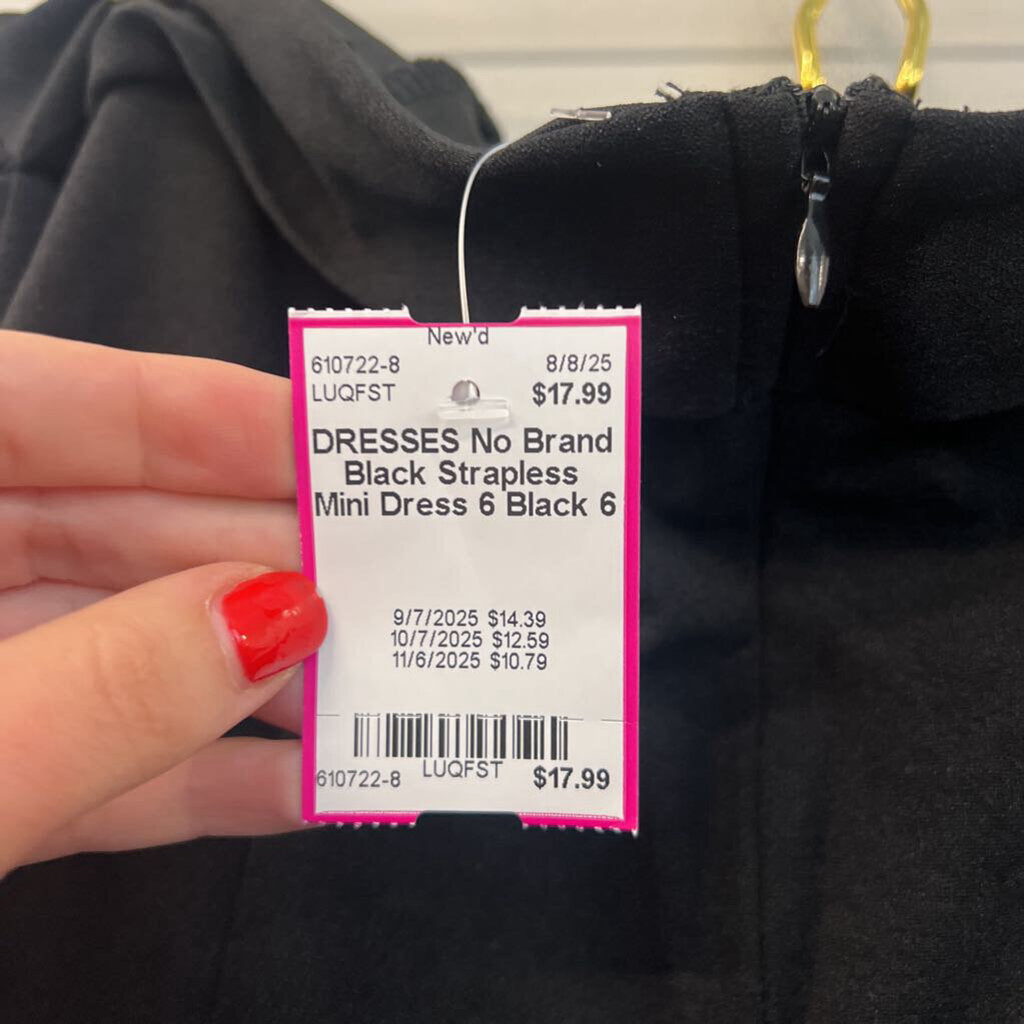 New'd
610722-8 8/8/25
LUQFST $17.99
DRESSES No Brand
Black Strapless
Mini Dress 6 Black 6
9/7/2025 $14.39
10/7/2025 $12.59
11/6/2025 $10.79
610722-8 LUQFST $17.99